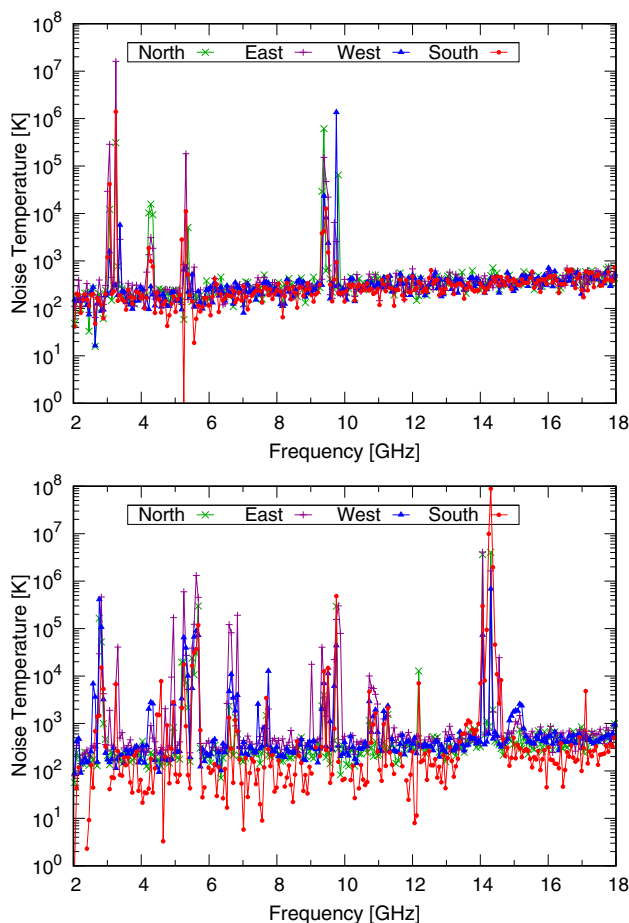 10^8
10^7
10^6
10^5
10^4
10^3
10^2
10^1
10^0
Noise Temperature [K]
North East West South
2 4 6 8 10 12 14 16 18
Frequency [GHz]
10^8
10^7
10^6
10^5
10^4
10^3
10^2
10^1
10^0
Noise Temperature [K]
North East West South
2 4 6 8 10 12 14 16 18
Frequency [GHz]